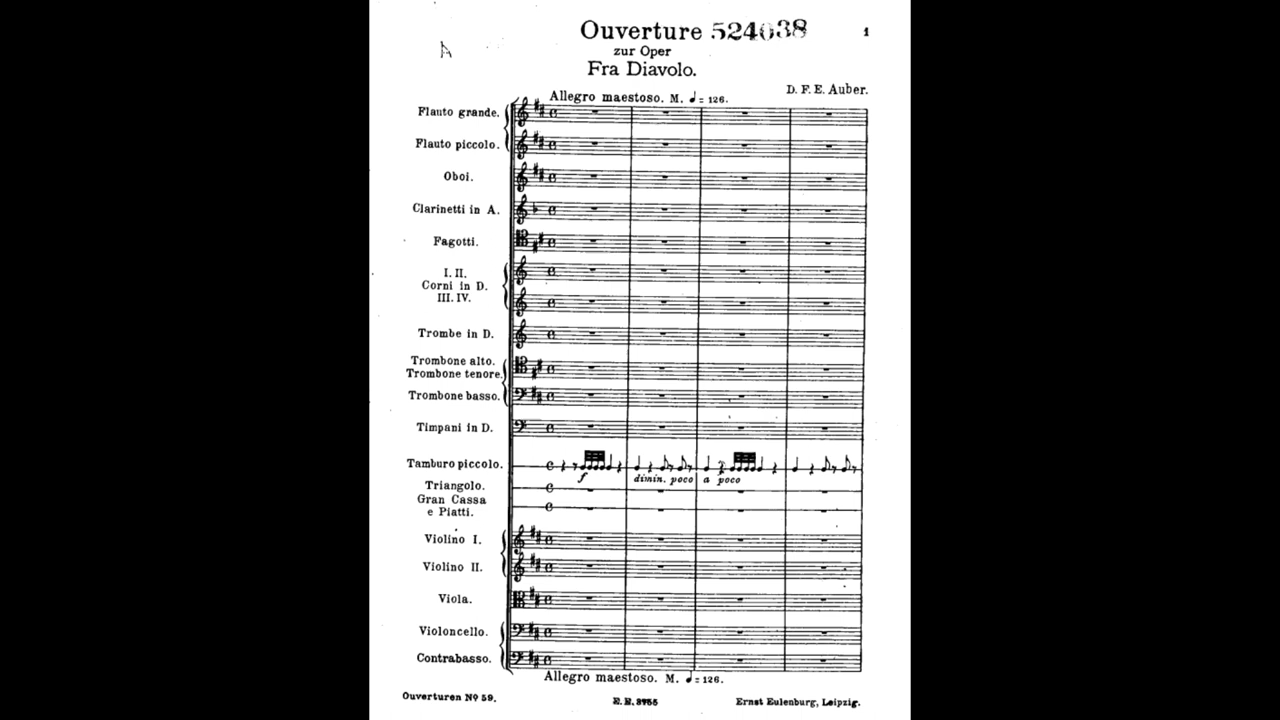 Ouverture 524038 1
zur Oper
Fra Diavolo.
D. F. E. Auber.
Allegro maestoso. M. ♩= 126.
Flauto grande.
Flauto piccolo.
Oboi.
Clarinetti in A.
Fagotti.
I. II.
Corni in D.
III. IV.
Trombe in D.
Trombone alto.
Trombone tenore.
Trombone basso.
Timpani in D.
Tamburo piccolo.
f dimin. poco a poco
Triangolo.
Gran Cassa
e Piatti.
Violino I.
Violino II.
Viola.
Violoncello.
Contrabasso.
Allegro maestoso. M. ♩= 126.
Ouverturen No 59.
Ernst Eulenburg, Leipzig.